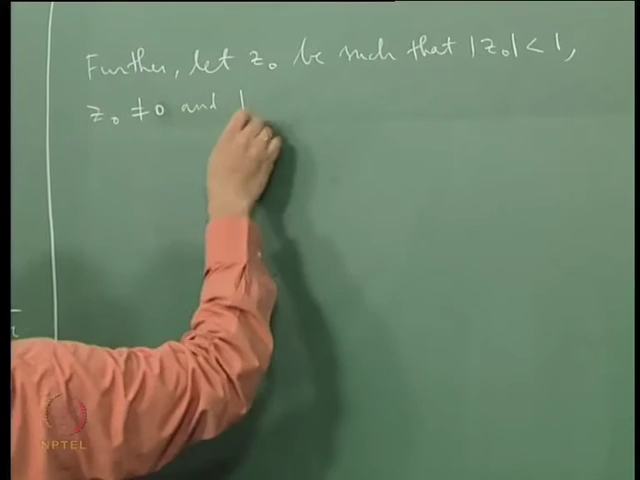 Further, let z₀ be such that |z₀| < 1,
z₀ ≠ 0 and |
NPTEL